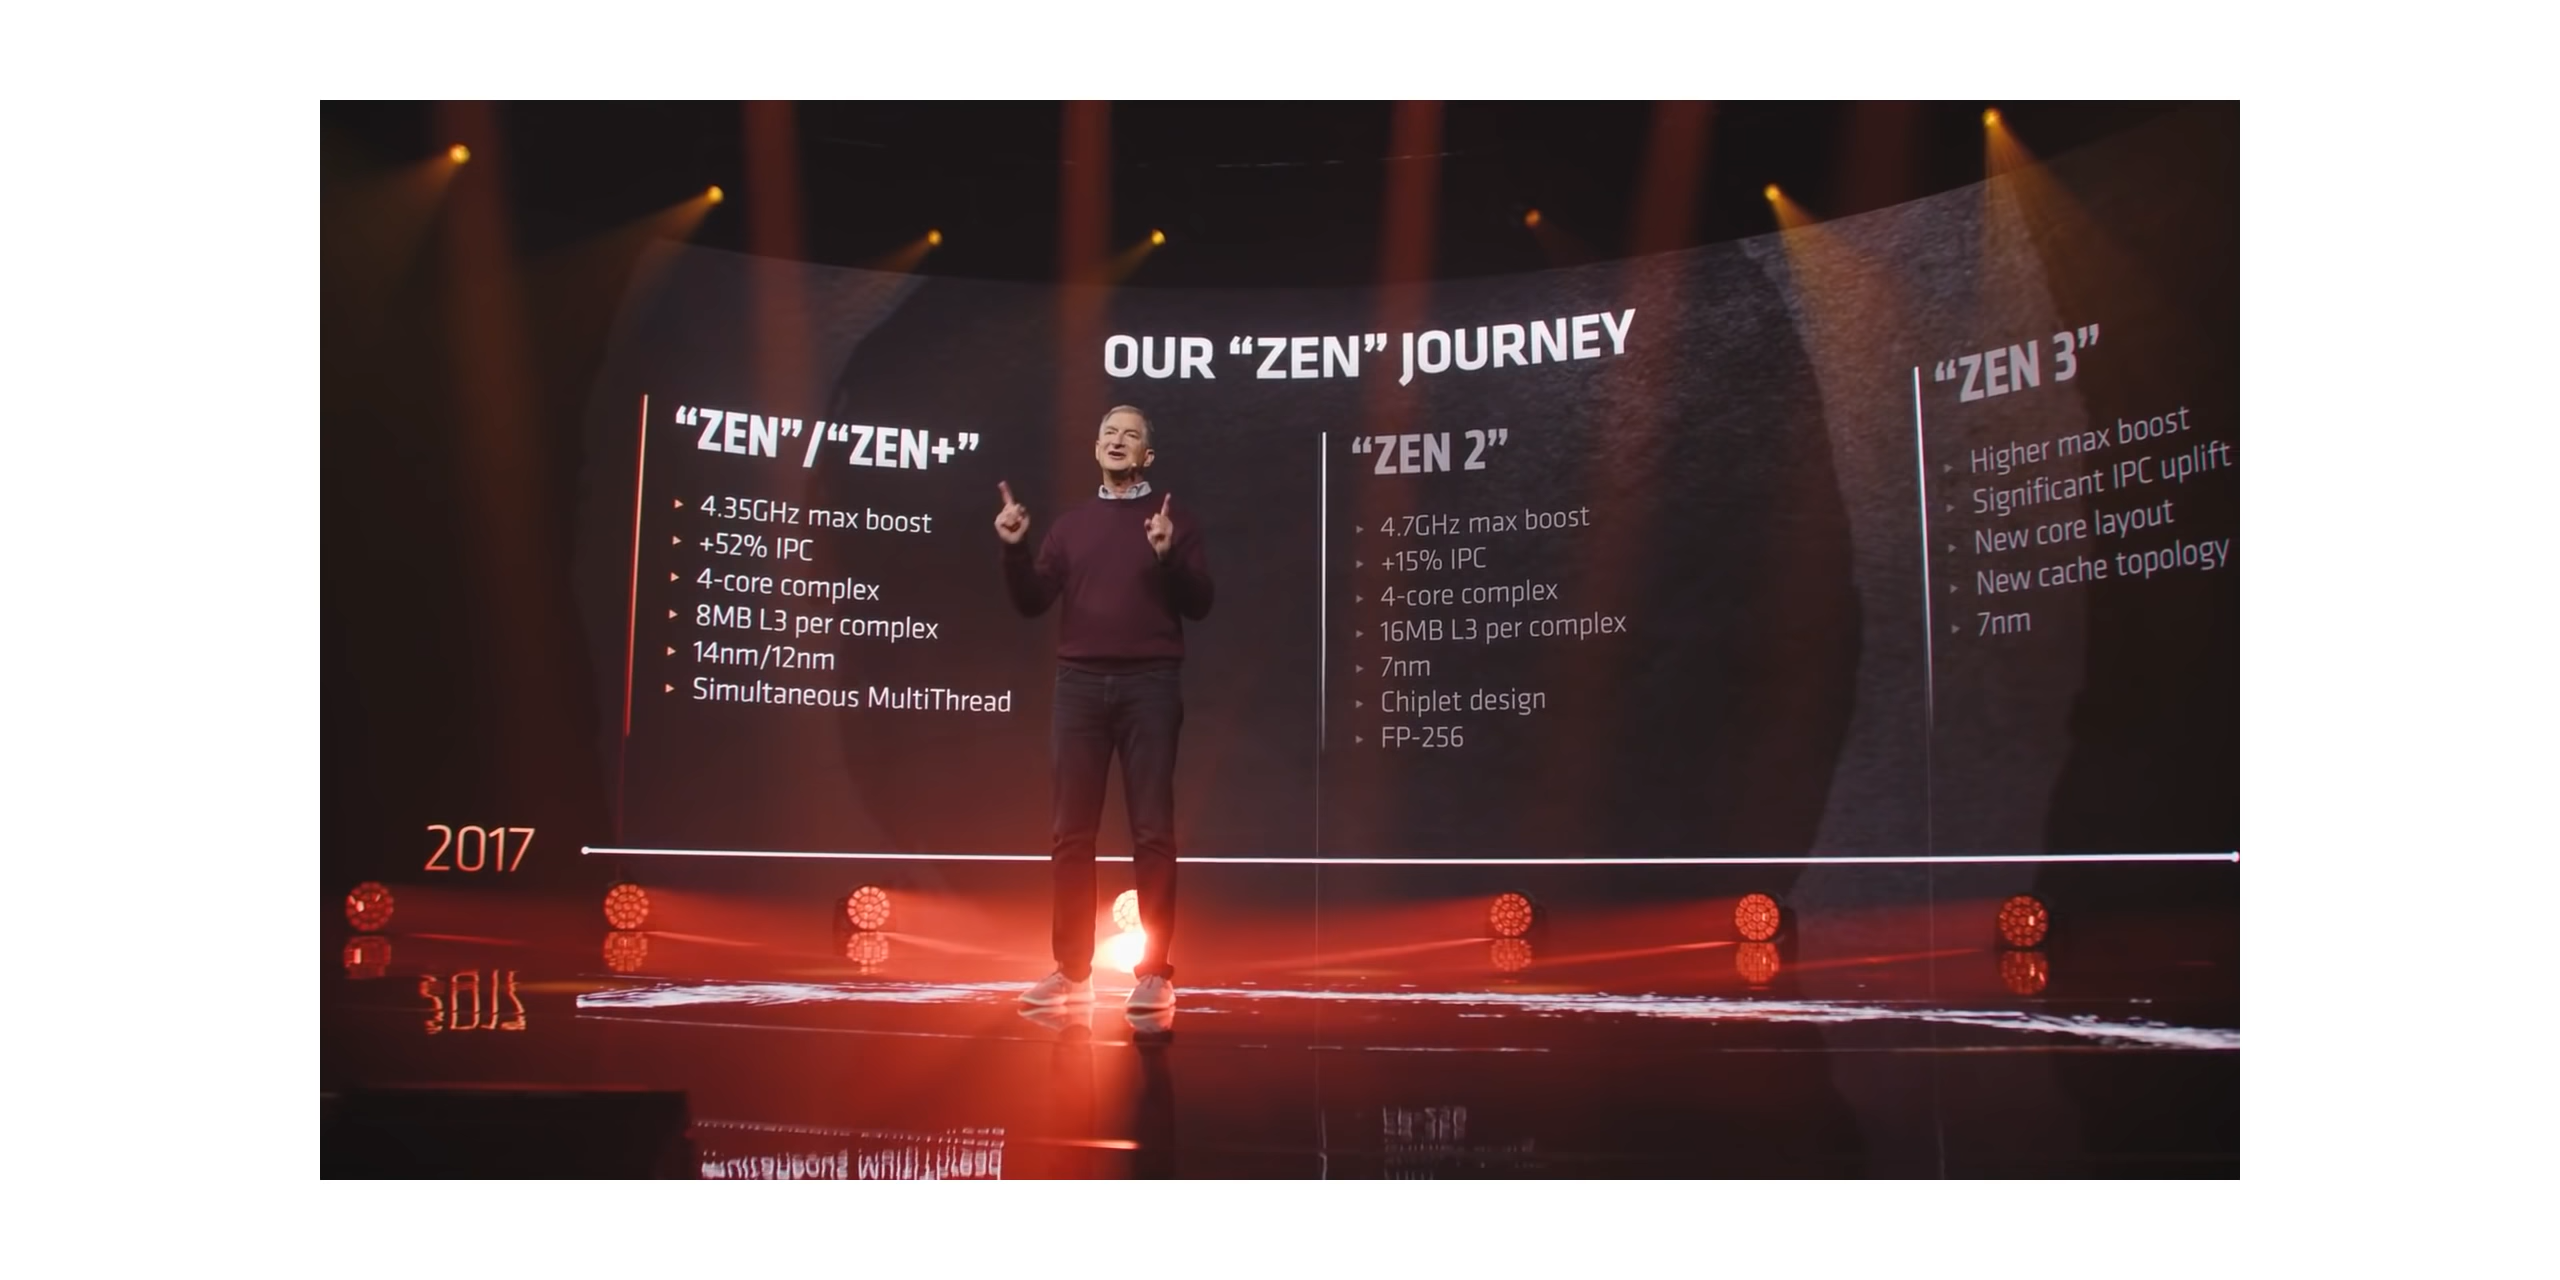 OUR “ZEN” JOURNEY
“ZEN”/“ZEN+”
4.35GHz max boost
+52% IPC
4-core complex
8MB L3 per complex
14nm/12nm
Simultaneous MultiThread
“ZEN 2”
4.7GHz max boost
+15% IPC
4-core complex
16MB L3 per complex
7nm
Chiplet design
FP-256
“ZEN 3”
Higher max boost
Significant IPC uplift
New core layout
New cache topology
7nm
2017